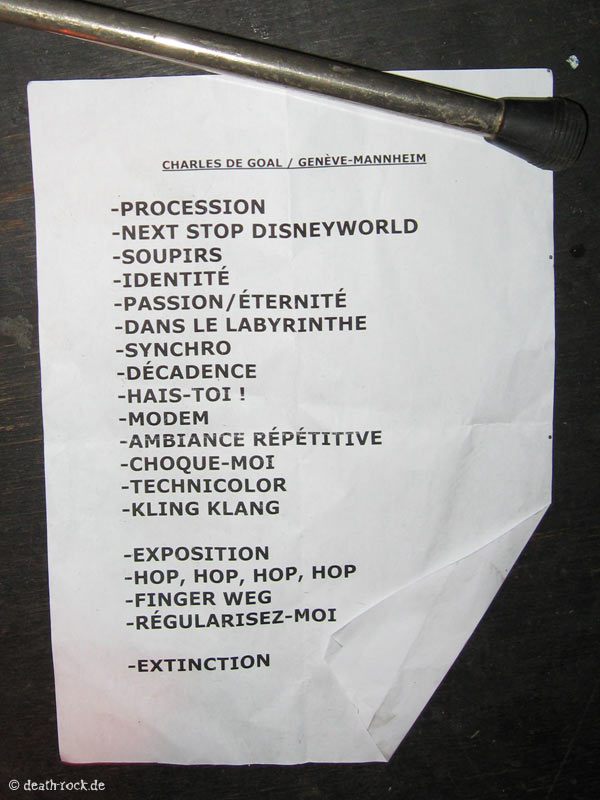 CHARLES DE GOAL / GENÈVE-MANNHEIM
-PROCESSION
-NEXT STOP DISNEYWORLD
-SOUPIRS
-IDENTITÉ
-PASSION/ÉTERNITÉ
-DANS LE LABYRINTHE
-SYNCHRO
-DÉCADENCE
-HAIS-TOI !
-MODEM
-AMBIANCE RÉPÉTITIVE
-CHOQUE-MOI
-TECHNICOLOR
-KLING KLANG
-EXPOSITION
-HOP, HOP, HOP, HOP
-FINGER WEG
-RÉGULARISEZ-MOI
-EXTINCTION
© death-rock.de